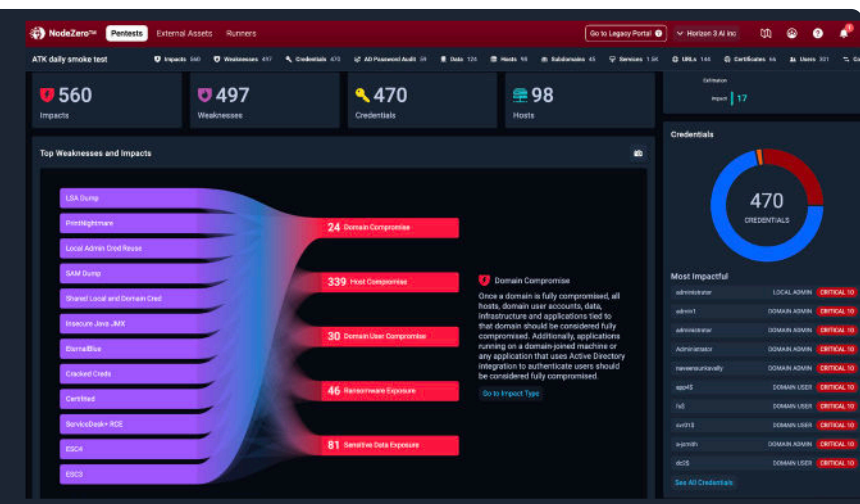 NodeZero™ Pentests External Assets Runners Go to Legacy Portal Horizon 3 AI Inc
ATK daily smoke test Impacts 560 Weaknesses 497 Credentials 470 AD Password Audit 59 Data 124 Hosts 98 Subdomains 45 Services 1.5K URLs 144 Certificates 66 Users 321
560
Impacts
497
Weaknesses
470
Credentials
98
Hosts
Impact 17
Top Weaknesses and Impacts
LSA Dump
PrintNightmare
Local Admin Cred Reuse
SAM Dump
Shared Local and Domain Cred
Insecure Java JMX
EternalBlue
Cracked Creds
Certifried
ServiceDesk+ RCE
ESC4
ESC3
24 Domain Compromise
339 Host Compromise
30 Domain User Compromise
46 Ransomware Exposure
81 Sensitive Data Exposure
Domain Compromise
Once a domain is fully compromised, all
hosts, domain user accounts, data,
infrastructure and applications tied to
that domain should be considered fully
compromised. Additionally, applications
running on a domain-joined machine or
any application that uses Active Directory
integration to authenticate users should
be considered fully compromised.
Go to Impact Type
Credentials
470
CREDENTIALS
Most Impactful
administrator LOCAL ADMIN CRITICAL 10
admin1 DOMAIN ADMIN CRITICAL 10
administrator DOMAIN ADMIN CRITICAL 10
Administrator DOMAIN ADMIN CRITICAL 10
naveensunkavally DOMAIN ADMIN CRITICAL 10
app4$ DOMAIN USER CRITICAL 10
DOMAIN USER CRITICAL 10
DOMAIN USER CRITICAL 10
a-jsmith DOMAIN ADMIN CRITICAL 10
dc2$ DOMAIN USER CRITICAL 10
See All Credentials